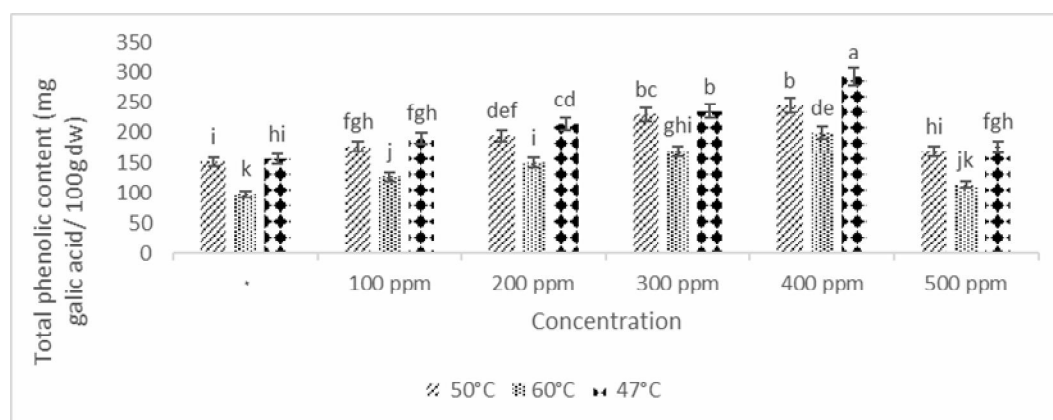 Total phenolic content (mg
galic acid/ 100g dw)
350
300
250
200
150
100
50
0
i
k
hi
fgh
j
fgh
def
i
cd
bc
ghi
b
b
de
a
hi
jk
fgh
*
100 ppm
200 ppm
300 ppm
400 ppm
500 ppm
Concentration
50°C 60°C 47°C